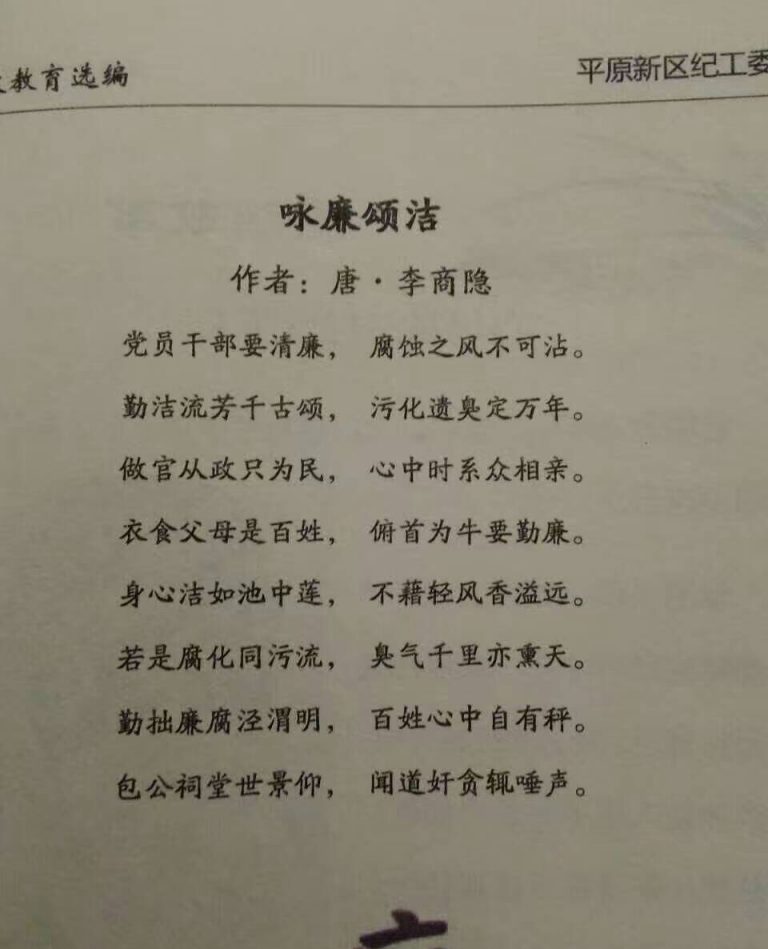 教育选编
平原新区纪工委
咏廉颂洁
作者：唐·李商隐
党员干部要清廉， 腐蚀之风不可沾。
勤洁流芳千古颂， 污化遗臭定万年。
做官从政只为民， 心中时系众相亲。
衣食父母是百姓， 俯首为牛要勤廉。
身心洁如池中莲， 不藉轻风香溢远。
若是腐化同污流， 臭气千里亦熏天。
勤拙廉腐泾渭明， 百姓心中自有秤。
包公祠堂世景仰， 闻道奸贪辄唾声。